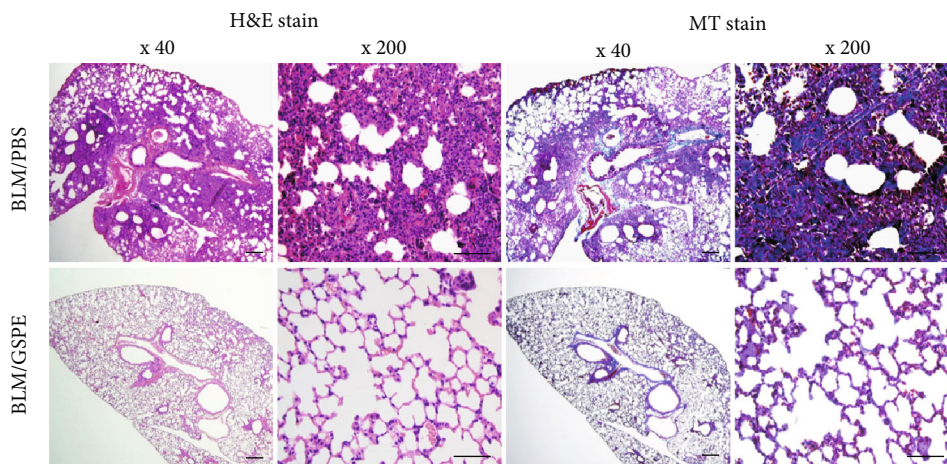 H&E stain
MT stain
x 40
x 200
x 40
x 200
BLM/PBS
BLM/GSPE